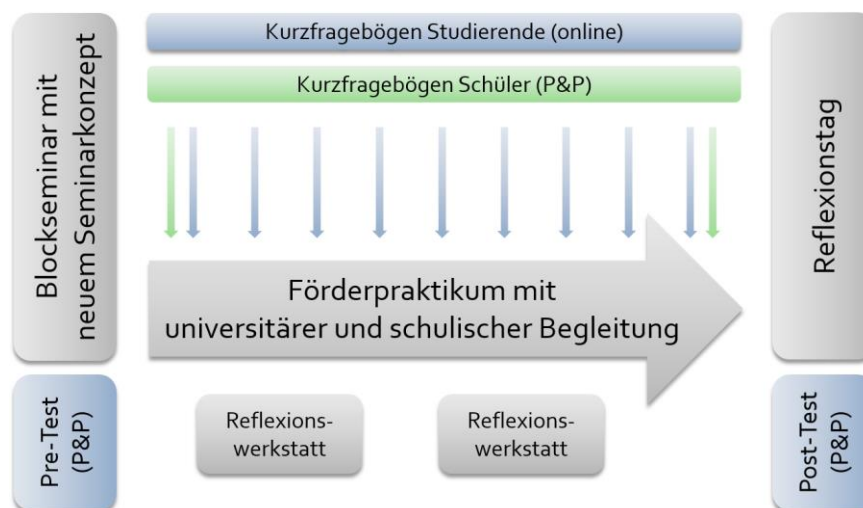 Blockseminar mit
neuem Seminarkonzept
Kurzfragebögen Studierende (online)
Kurzfragebögen Schüler (P&P)
Förderpraktikum mit
universitärer und schulischer Begleitung
Reflexionstag
Pre-Test
(P&P)
Reflexions-
werkstatt
Reflexions-
werkstatt
Post-Test
(P&P)